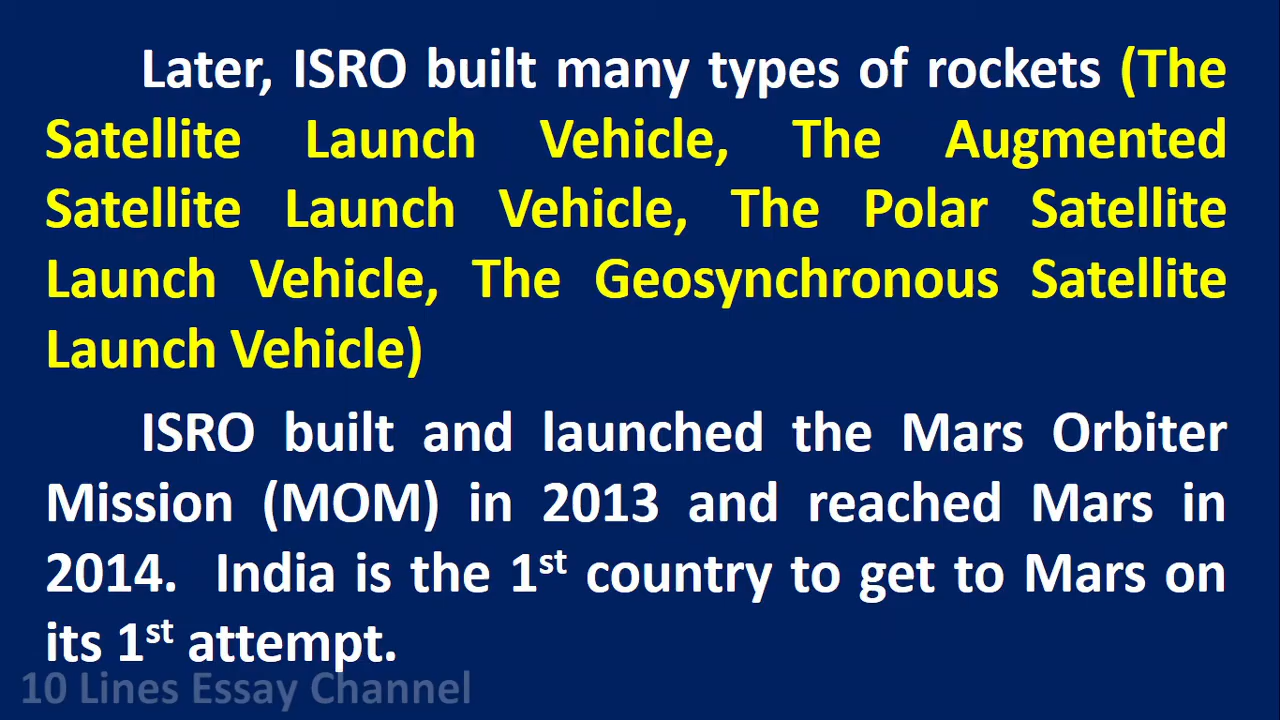 Later, ISRO built many types of rockets (The
Satellite Launch Vehicle, The Augmented
Satellite Launch Vehicle, The Polar Satellite
Launch Vehicle, The Geosynchronous Satellite
Launch Vehicle)
ISRO built and launched the Mars Orbiter
Mission (MOM) in 2013 and reached Mars in
2014. India is the 1st country to get to Mars on
its 1st attempt.
10 Lines Essay Channel